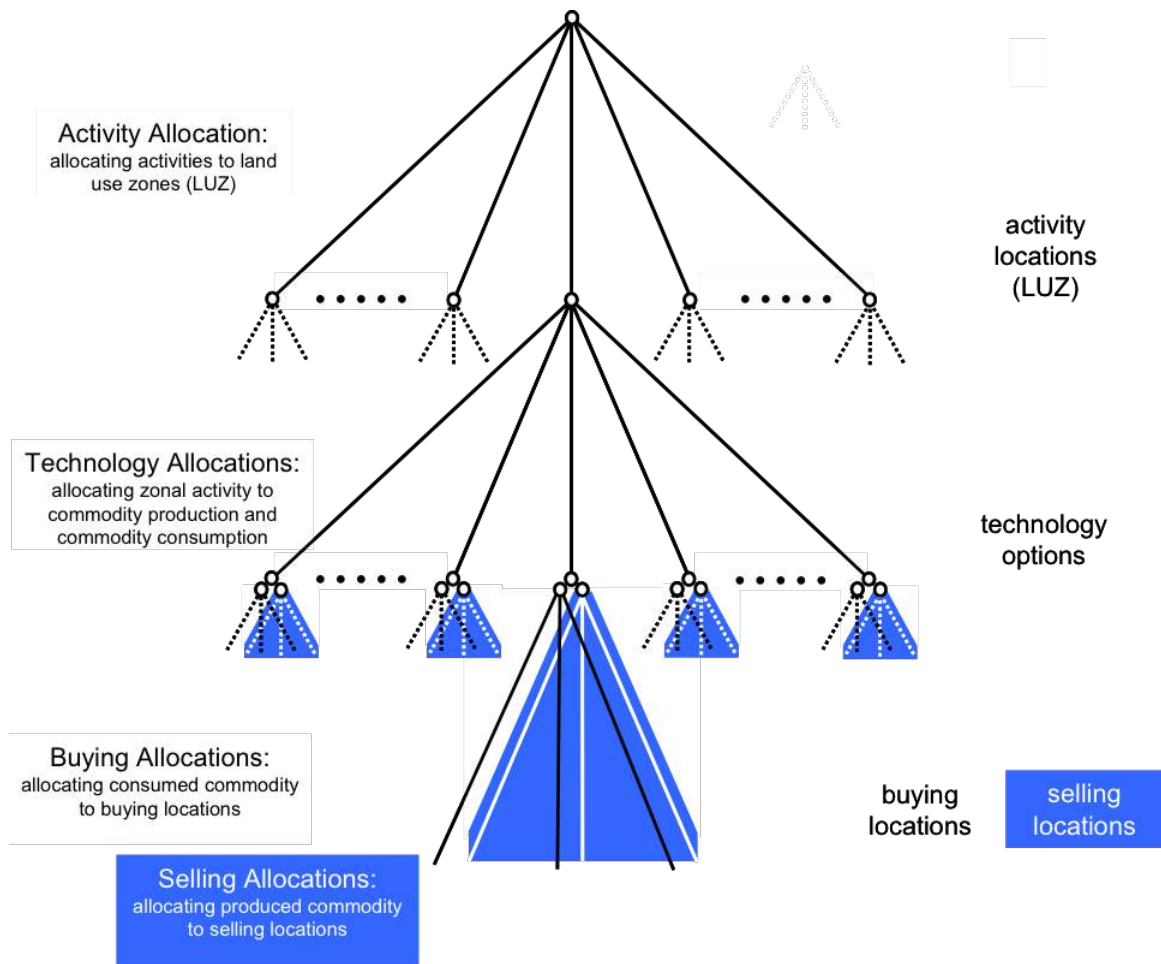 Activity Allocation:
allocating activities to land
use zones (LUZ)
activity
locations
(LUZ)
Technology Allocations:
allocating zonal activity to
commodity production and
commodity consumption
technology
options
Buying Allocations:
allocating consumed commodity
to buying locations
buying
locations
selling
locations
Selling Allocations:
allocating produced commodity
to selling locations